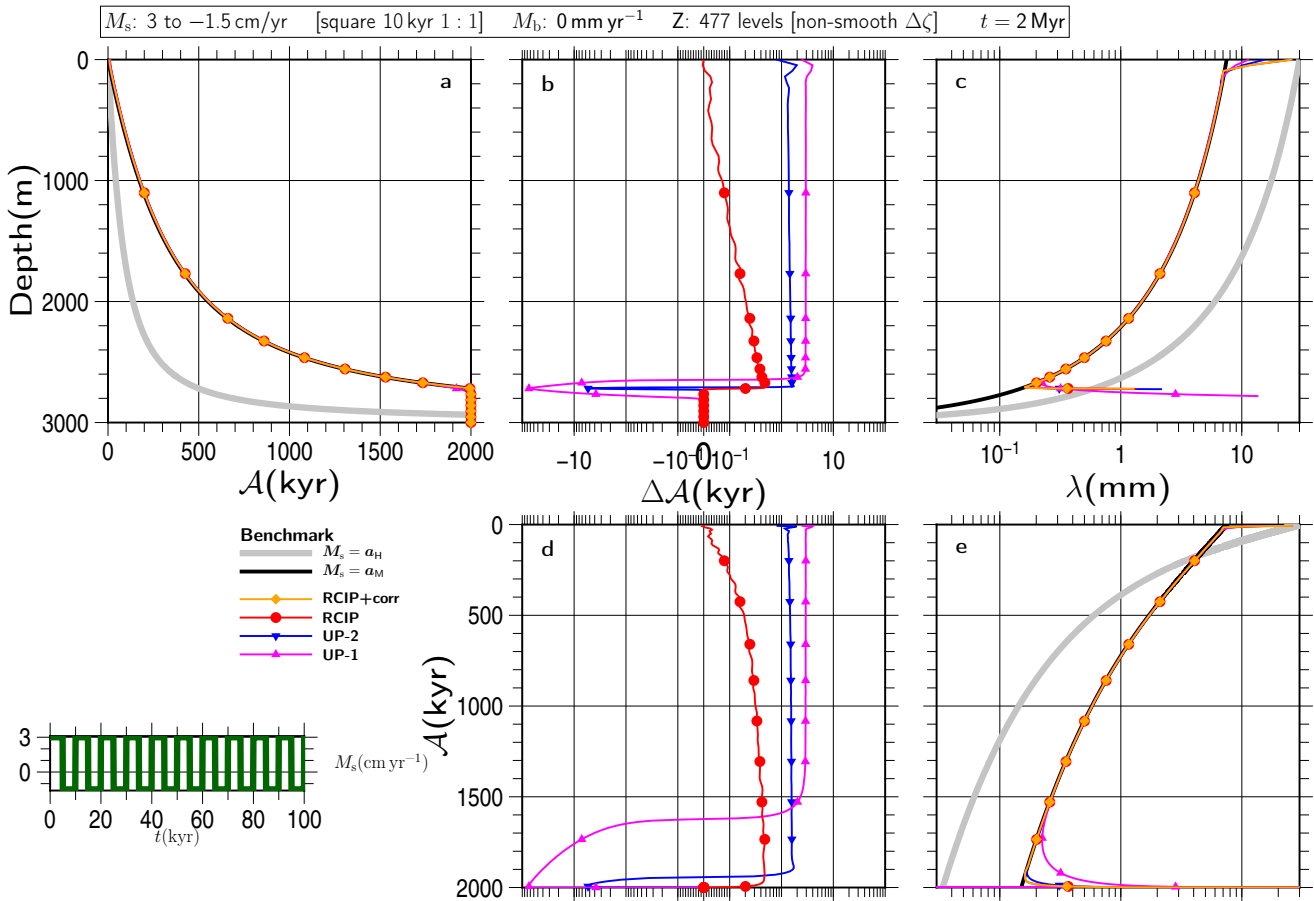 Mₛ: 3 to −1.5 cm/yr [square 10 kyr 1 : 1] M_b: 0 mm yr⁻¹ Z: 477 levels [non-smooth Δζ] t = 2 Myr
0
1000
2000
3000
Depth(m)
a
b
c
0 500 1000 1500 2000
𝒜(kyr)
−10 −10⁻¹ 0 10⁻¹ 10
Δ𝒜(kyr)
10⁻¹ 1 10
λ(mm)
Benchmark
Mₛ = a_H
Mₛ = a_M
RCIP+corr
RCIP
UP-2
UP-1
0
500
1000
1500
2000
𝒜(kyr)
d
e
3
0
Mₛ(cm yr⁻¹)
0 20 40 60 80 100
t(kyr)